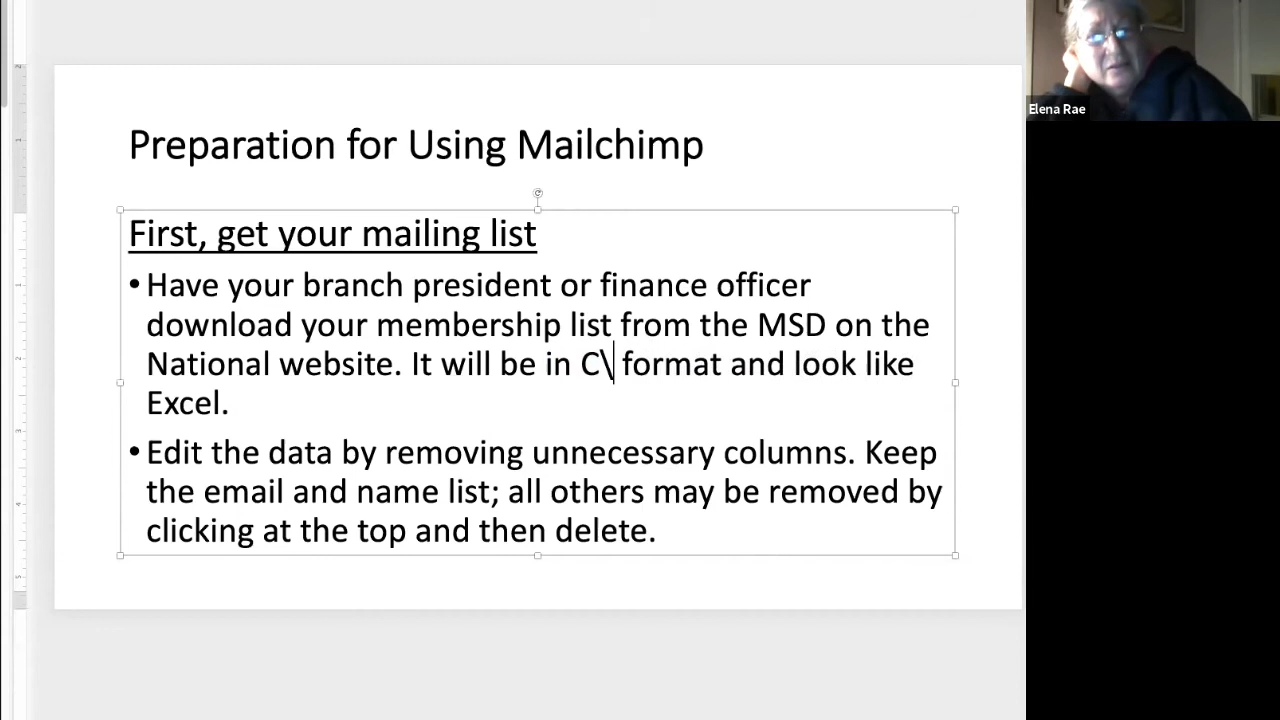 Preparation for Using Mailchimp
First, get your mailing list
•Have your branch president or finance officer
download your membership list from the MSD on the
National website. It will be in C\ format and look like
Excel.
•Edit the data by removing unnecessary columns. Keep
the email and name list; all others may be removed by
clicking at the top and then delete.
Elena Rae